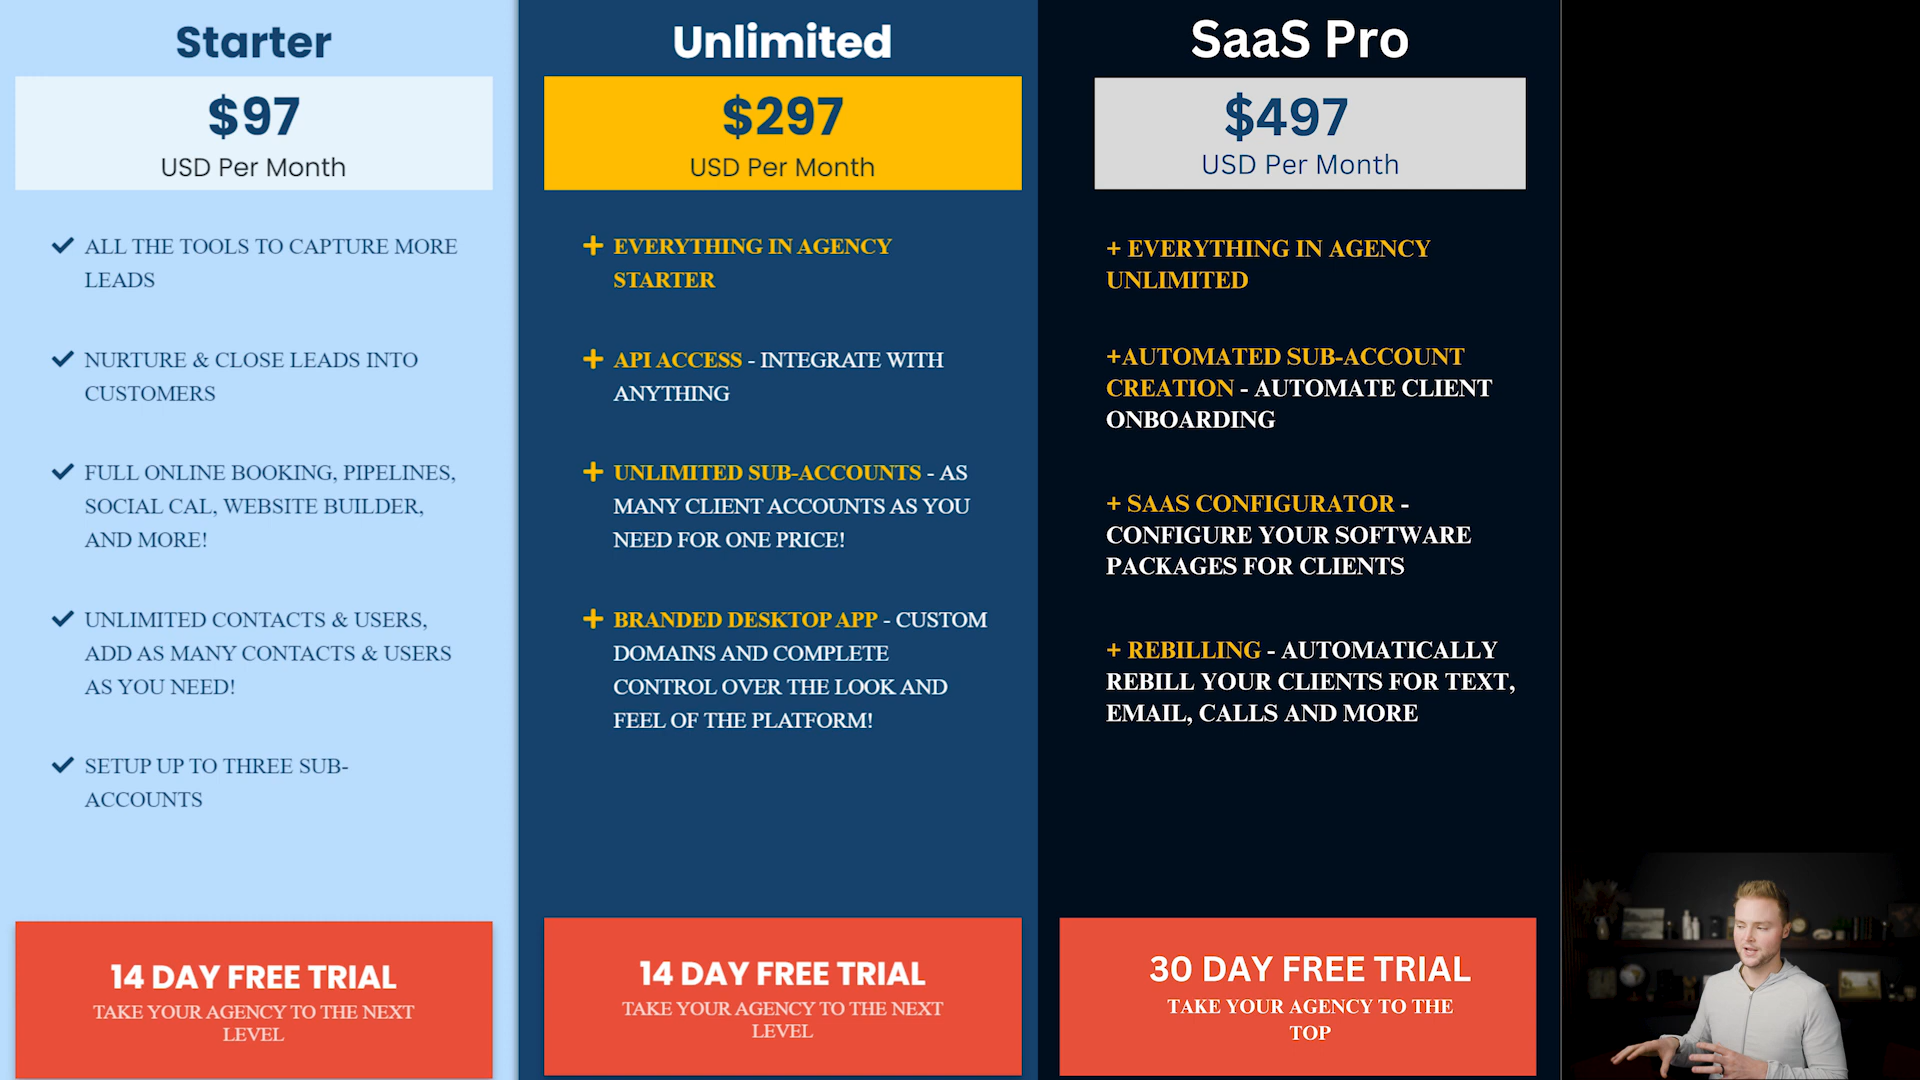 Starter
$97
USD Per Month
ALL THE TOOLS TO CAPTURE MORE
LEADS
NURTURE & CLOSE LEADS INTO
CUSTOMERS
FULL ONLINE BOOKING, PIPELINES,
SOCIAL CAL, WEBSITE BUILDER,
AND MORE!
UNLIMITED CONTACTS & USERS,
ADD AS MANY CONTACTS & USERS
AS YOU NEED!
SETUP UP TO THREE SUB-
ACCOUNTS
14 DAY FREE TRIAL
TAKE YOUR AGENCY TO THE NEXT
LEVEL
Unlimited
$297
USD Per Month
+ EVERYTHING IN AGENCY
STARTER
+ API ACCESS - INTEGRATE WITH
ANYTHING
+ UNLIMITED SUB-ACCOUNTS - AS
MANY CLIENT ACCOUNTS AS YOU
NEED FOR ONE PRICE!
+ BRANDED DESKTOP APP - CUSTOM
DOMAINS AND COMPLETE
CONTROL OVER THE LOOK AND
FEEL OF THE PLATFORM!
14 DAY FREE TRIAL
TAKE YOUR AGENCY TO THE NEXT
LEVEL
SaaS Pro
$497
USD Per Month
+ EVERYTHING IN AGENCY
UNLIMITED
+AUTOMATED SUB-ACCOUNT
CREATION - AUTOMATE CLIENT
ONBOARDING
+ SAAS CONFIGURATOR -
CONFIGURE YOUR SOFTWARE
PACKAGES FOR CLIENTS
+ REBILLING - AUTOMATICALLY
REBILL YOUR CLIENTS FOR TEXT,
EMAIL, CALLS AND MORE
30 DAY FREE TRIAL
TAKE YOUR AGENCY TO THE
TOP